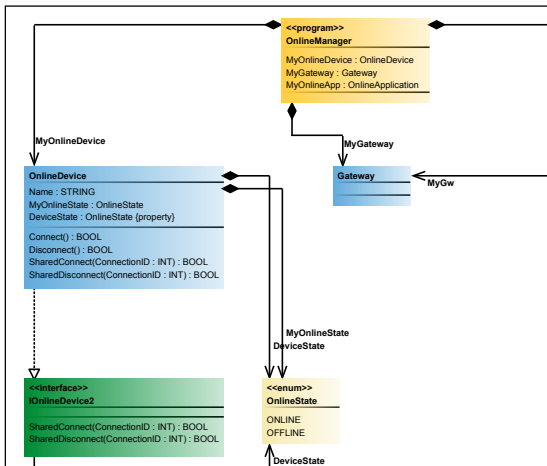 <<program>>
OnlineManager
MyOnlineDevice : OnlineDevice
MyGateway : Gateway
MyOnlineApp : OnlineApplication
MyOnlineDevice
MyGateway
OnlineDevice
Name : STRING
MyOnlineState : OnlineState
DeviceState : OnlineState {property}
Connect() : BOOL
Disconnect() : BOOL
SharedConnect(ConnectionID : INT) : BOOL
SharedDisconnect(ConnectionID : INT) : BOOL
Gateway
MyGw
MyOnlineState
DeviceState
<<interface>>
IOnlineDevice2
SharedConnect(ConnectionID : INT) : BOOL
SharedDisconnect(ConnectionID : INT) : BOOL
<<enum>>
OnlineState
ONLINE
OFFLINE
DeviceState